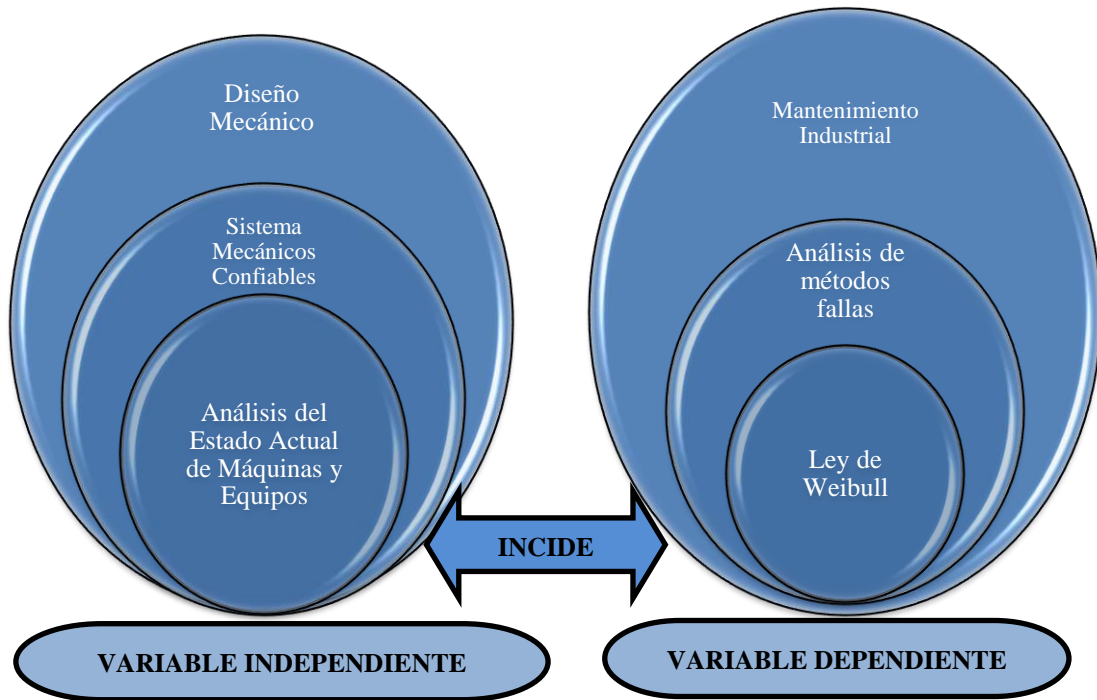 Diseño
Mecánico
Sistema
Mecánicos
Confiables
Análisis del
Estado Actual
de Máquinas y
Equipos
Mantenimiento
Industrial
Análisis de
métodos
fallas
Ley de
Weibull
INCIDE
VARIABLE INDEPENDIENTE
VARIABLE DEPENDIENTE